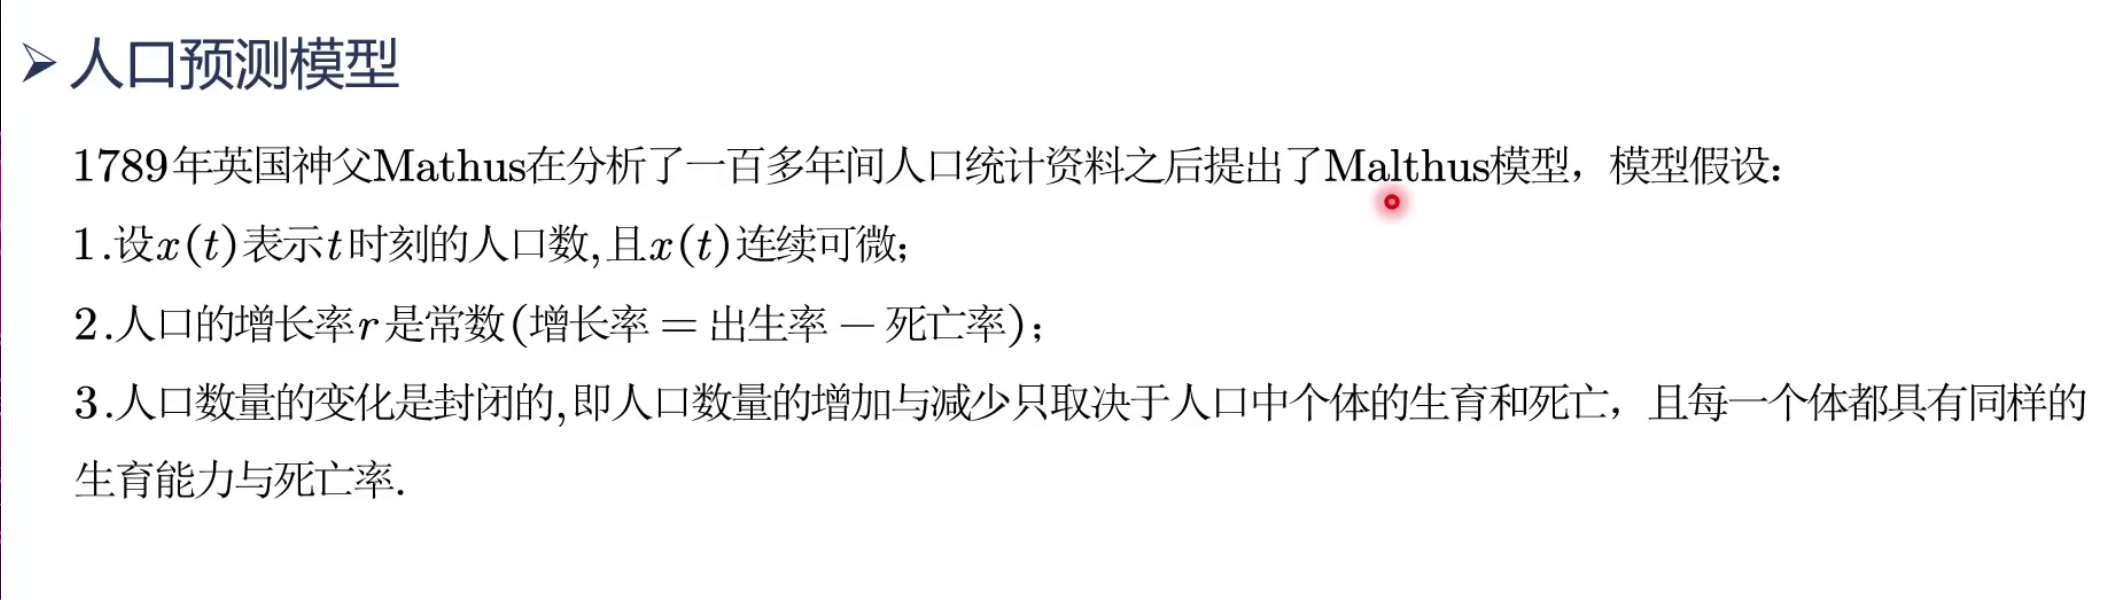 人口预测模型
1789年英国神父Mathus在分析了一百多年间人口统计资料之后提出了Malthus模型，模型假设：
1.设x(t)表示t时刻的人口数,且x(t)连续可微；
2.人口的增长率r是常数(增长率 = 出生率 − 死亡率)；
3.人口数量的变化是封闭的,即人口数量的增加与减少只取决于人口中个体的生育和死亡，且每一个体都具有同样的
生育能力与死亡率.